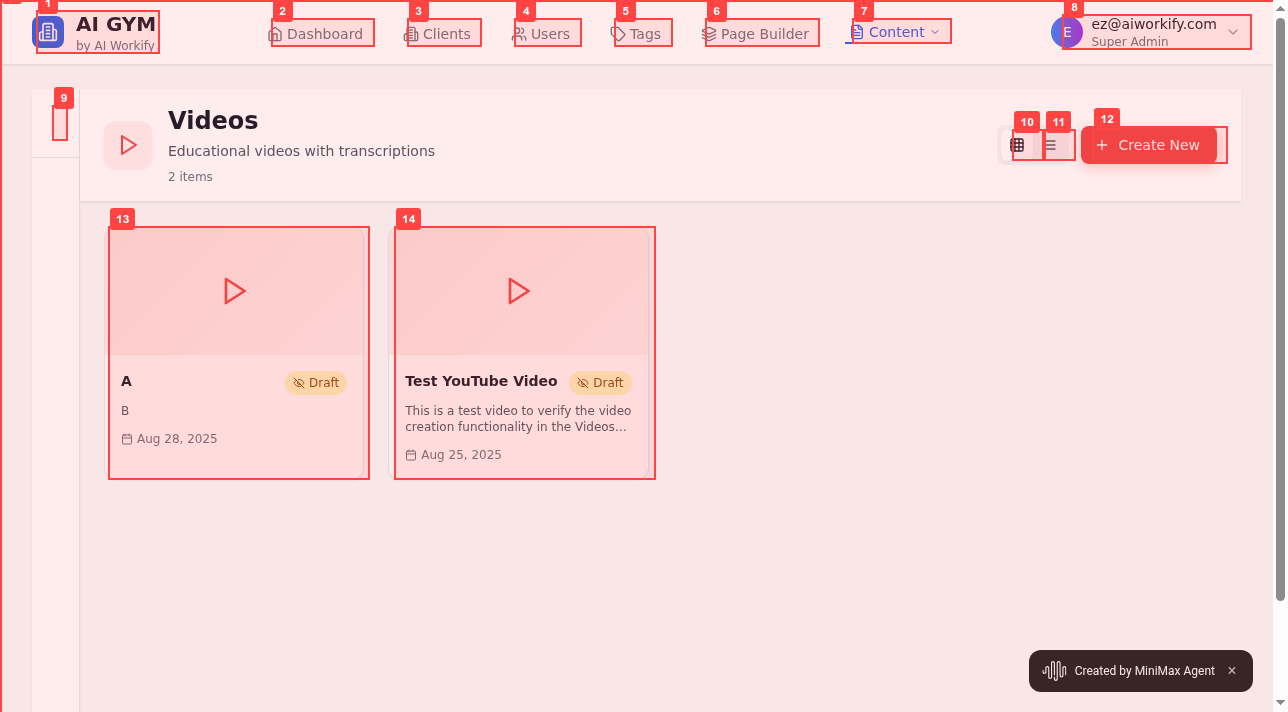 1
2
3
4
5
6
7
8
AI GYM
by AI Workify
Dashboard
Clients
Users
Tags
Page Builder
Content
E
ez@aiworkify.com
Super Admin
9
Videos
Educational videos with transcriptions
2 items
10
11
12
Create New
13
14
A
Draft
B
Aug 28, 2025
Test YouTube Video
Draft
This is a test video to verify the video
creation functionality in the Videos...
Aug 25, 2025
Created by MiniMax Agent